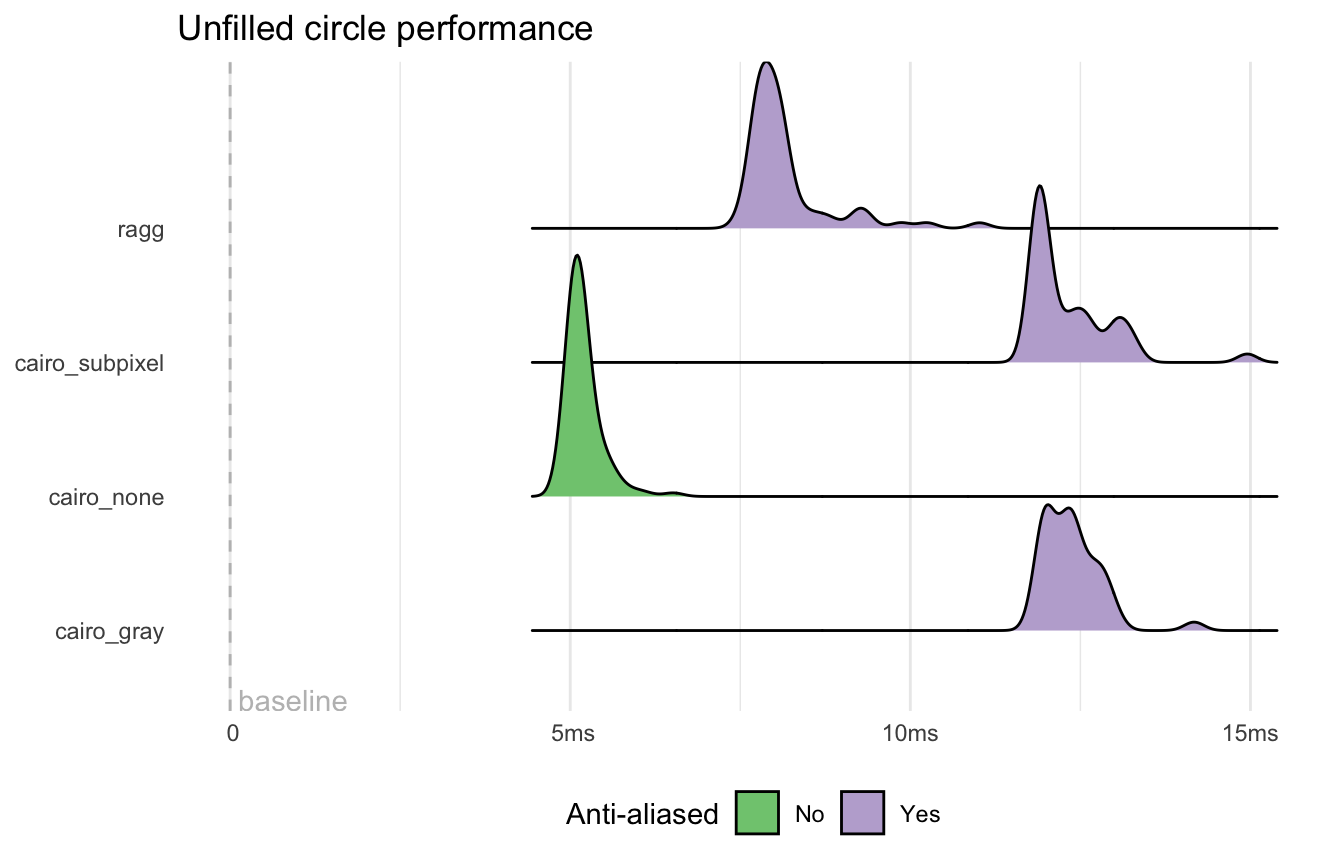 Unfilled circle performance
ragg
cairo_subpixel
cairo_none
cairo_gray
baseline
0 5ms 10ms 15ms
Anti-aliased No Yes